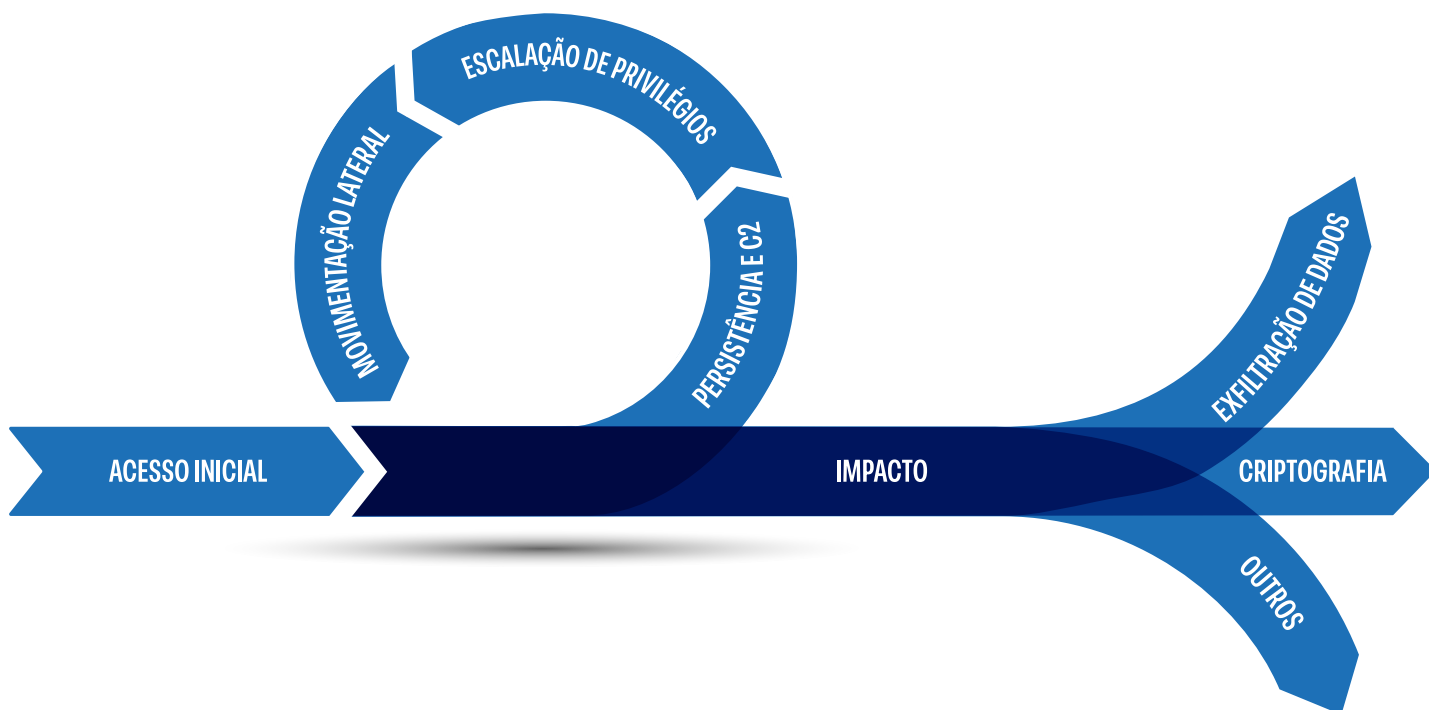 ACESSO INICIAL
PERSISTÊNCIA E C2
ESCALAÇÃO DE PRIVILÉGIOS
MOVIMENTAÇÃO LATERAL
IMPACTO
EXFILTRAÇÃO DE DADOS
CRIPTOGRAFIA
OUTROS